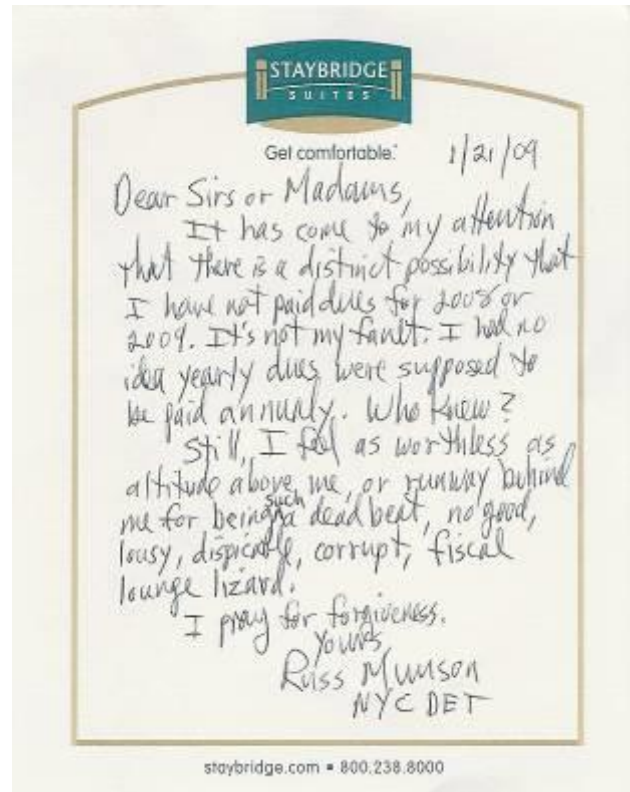 STAYBRIDGE
SUITES
Get comfortable.
1/21/09
Dear Sirs or Madams,
It has come to my attention
that there is a distinct possibility that
I have not paid dues for 2008 or
2009. It's not my fault. I had no
idea yearly dues were supposed to
be paid annualy. Who knew?
Still, I feel as worthless as
altitude above me, or runway behind
me for being such a dead beat, no good,
lousy, dispicable, corrupt, fiscal
lounge lizard.
I pray for forgiveness.
Yours
Russ Munson
NYC DET
staybridge.com • 800.238.8000